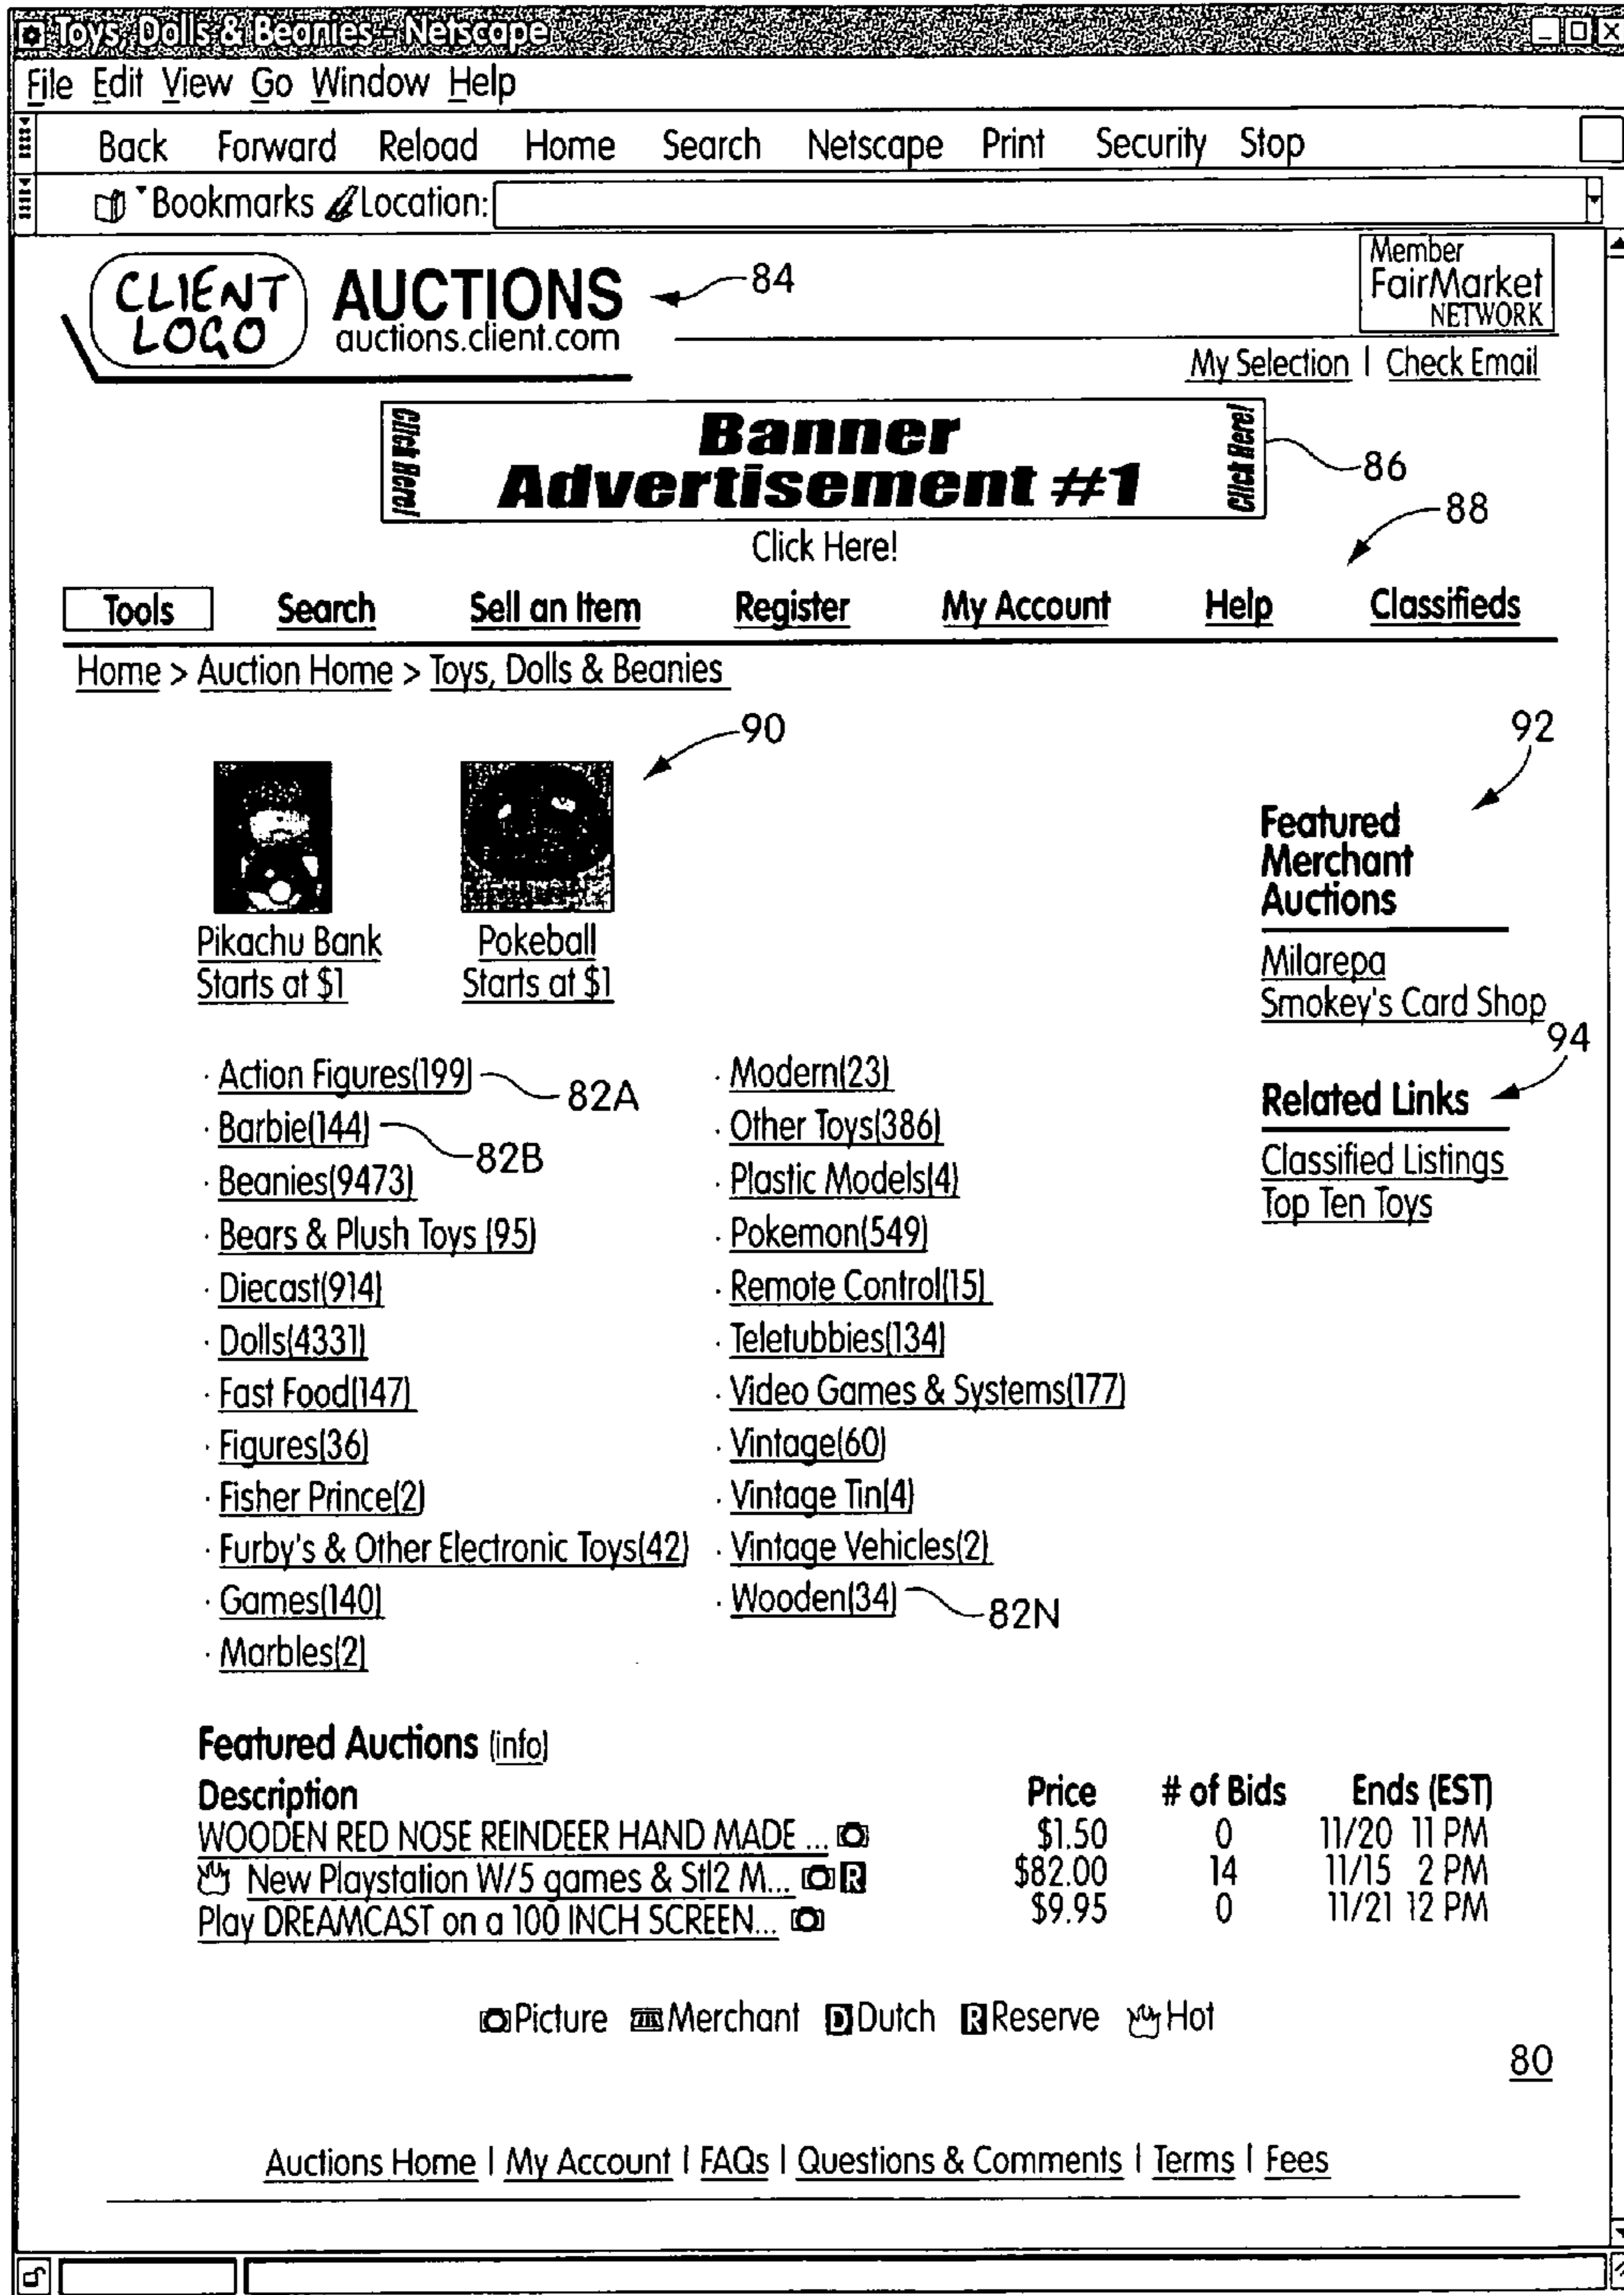 Toys, Dolls & Beanies - Netscape
File Edit View Go Window Help
Back Forward Reload Home Search Netscape Print Security Stop
Bookmarks Location:
CLIENT LOGO
AUCTIONS
auctions.client.com
84
Member
FairMarket
NETWORK
My Selection | Check Email
Click Here!
Banner
Advertisement #1
Click Here!
86
Click Here!
88
Tools Search Sell an Item Register My Account Help Classifieds
Home > Auction Home > Toys, Dolls & Beanies
90
92
Pikachu Bank
Starts at $1
Pokeball
Starts at $1
Featured
Merchant
Auctions
Milarepa
Smokey's Card Shop
94
Related Links
Classified Listings
Top Ten Toys
· Action Figures(199) 82A
· Barbie(144) 82B
· Beanies(9473)
· Bears & Plush Toys (95)
· Diecast(914)
· Dolls(4331)
· Fast Food(147)
· Figures(36)
· Fisher Prince(2)
· Furby's & Other Electronic Toys(42)
· Games(140)
· Marbles(2)
· Modern(23)
· Other Toys(386)
· Plastic Models(4)
· Pokemon(549)
· Remote Control(15)
· Teletubbies(134)
· Video Games & Systems(177)
· Vintage(60)
· Vintage Tin(4)
· Vintage Vehicles(2)
· Wooden(34) 82N
Featured Auctions (info)
Description Price # of Bids Ends (EST)
WOODEN RED NOSE REINDEER HAND MADE ... $1.50 0 11/20 11 PM
New Playstation W/5 games & Stl2 M... R $82.00 14 11/15 2 PM
Play DREAMCAST on a 100 INCH SCREEN... $9.95 0 11/21 12 PM
Picture Merchant D Dutch R Reserve Hot
80
Auctions Home | My Account | FAQs | Questions & Comments | Terms | Fees